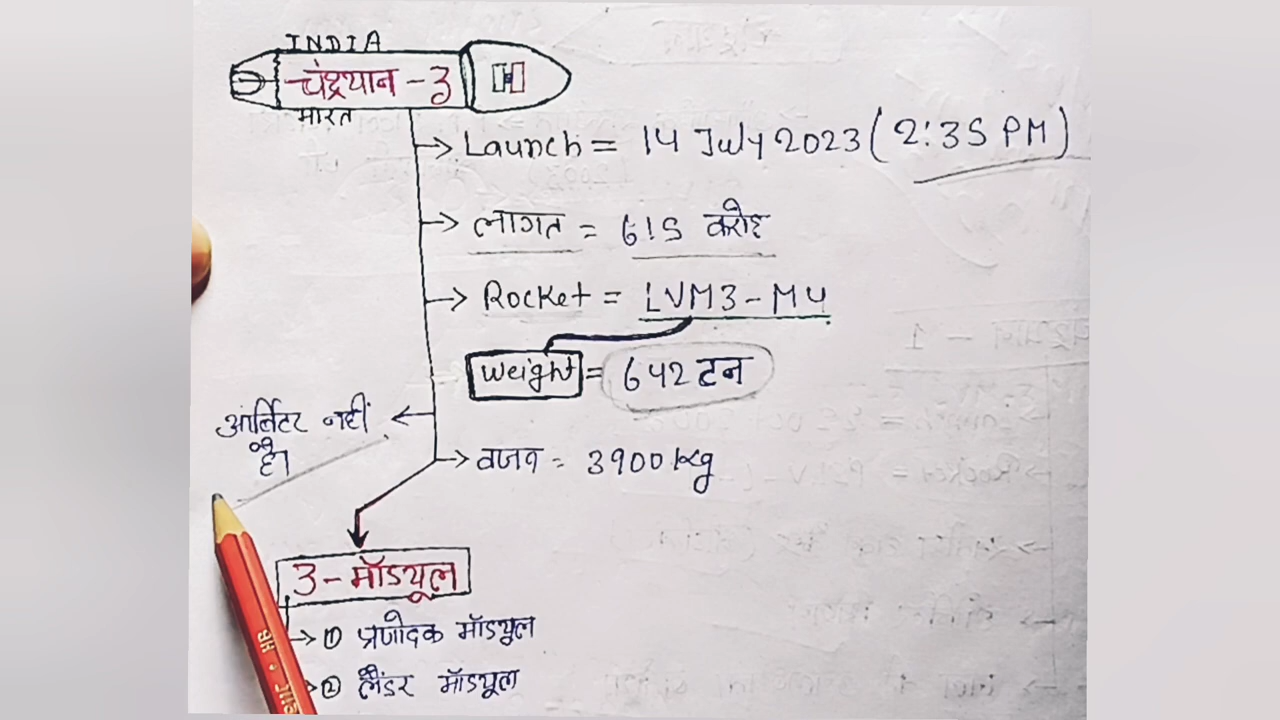 INDIA
चंद्रयान - 3
भारत
Launch = 14 July 2023 ( 2:35 PM )
लागत = 615 करोड़
Rocket = LVM3 - M4
Weight = 642 टन
ऑर्बिटर नहीं
है।
वजन = 3900 kg
3 - मॉड्यूल
① प्रणोदक मॉड्यूल
② लैंडर मॉड्यूल
HB